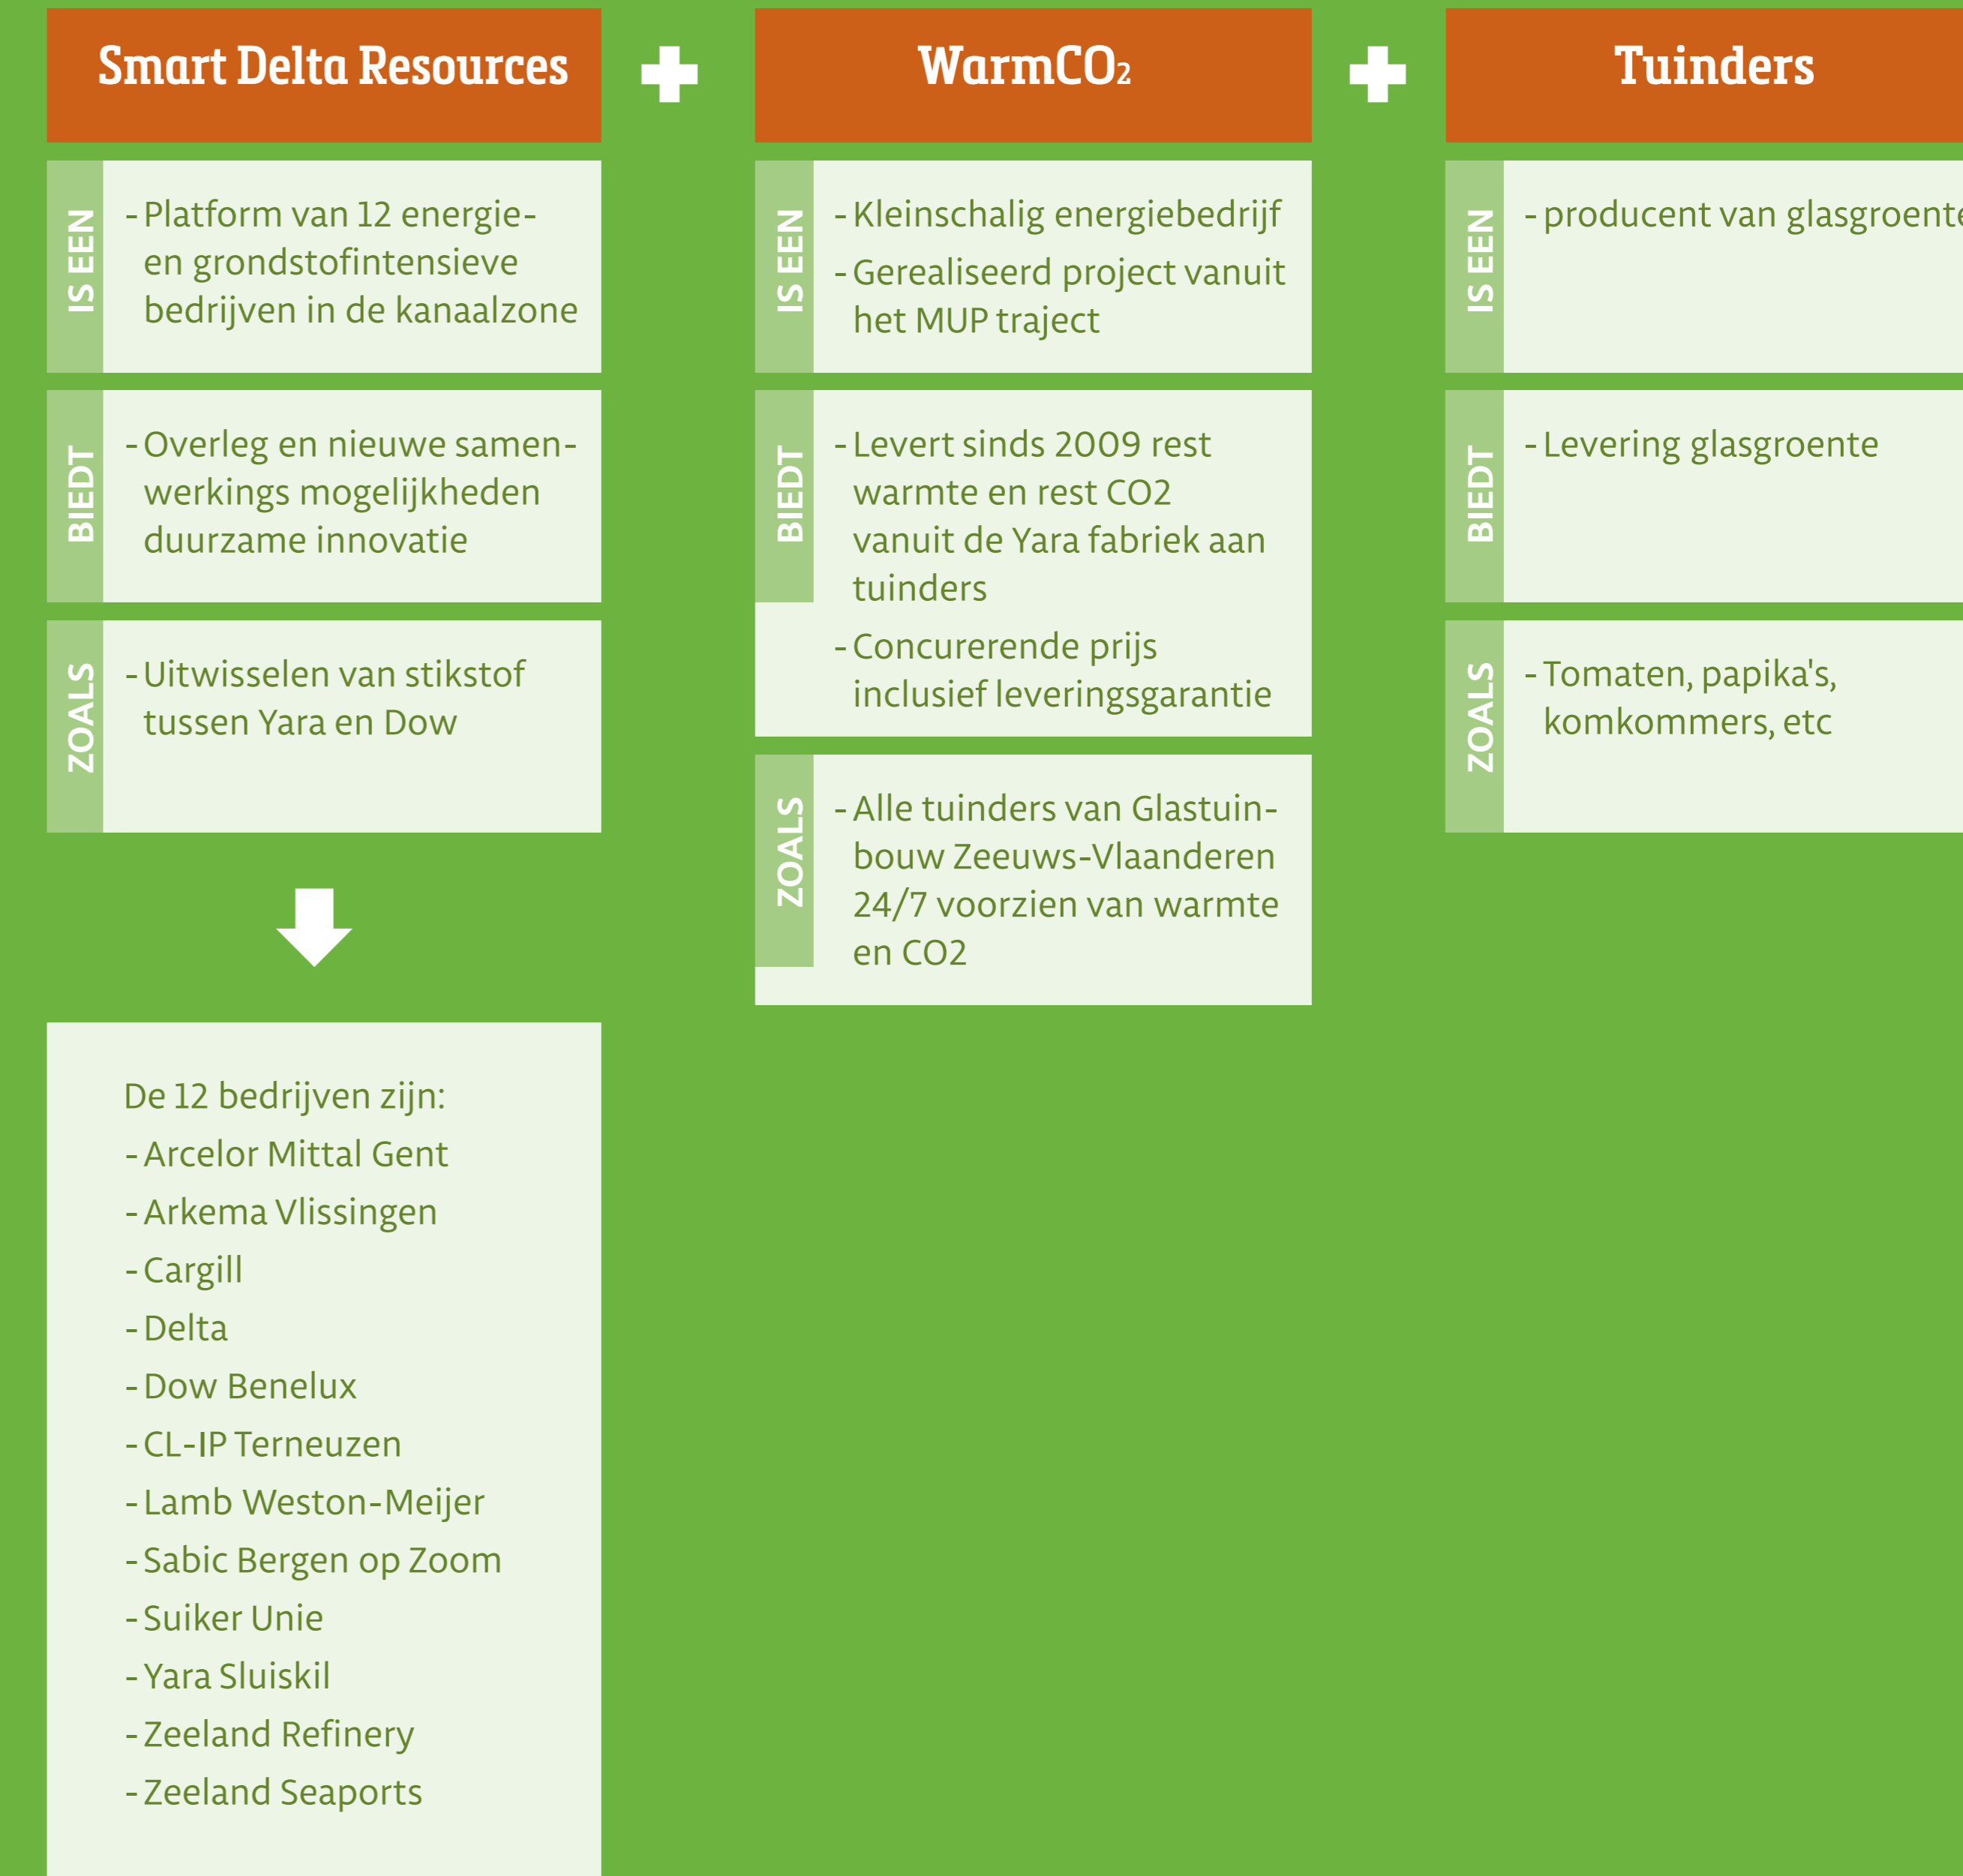 Smart Delta Resources
IS EEN
- Platform van 12 energie-
en grondstofintensieve
bedrijven in de kanaalzone
BIEDT
- Overleg en nieuwe samen-
werkings mogelijkheden
duurzame innovatie
ZOALS
- Uitwisselen van stikstof
tussen Yara en Dow
De 12 bedrijven zijn:
- Arcelor Mittal Gent
- Arkema Vlissingen
- Cargill
- Delta
- Dow Benelux
- CL-IP Terneuzen
- Lamb Weston-Meijer
- Sabic Bergen op Zoom
- Suiker Unie
- Yara Sluiskil
- Zeeland Refinery
- Zeeland Seaports
WarmCO₂
IS EEN
- Kleinschalig energiebedrijf
- Gerealiseerd project vanuit
het MUP traject
BIEDT
- Levert sinds 2009 rest
warmte en rest CO2
vanuit de Yara fabriek aan
tuinders
- Concurerende prijs
inclusief leveringsgarantie
ZOALS
- Alle tuinders van Glastuin-
bouw Zeeuws-Vlaanderen
24/7 voorzien van warmte
en CO2
Tuinders
IS EEN
- producent van glasgroente
BIEDT
- Levering glasgroente
ZOALS
- Tomaten, papika's,
komkommers, etc